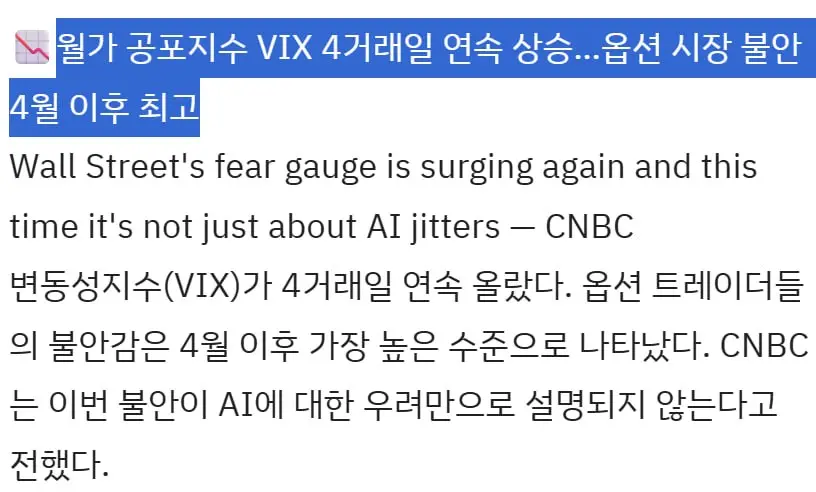 📉월가 공포지수 VIX 4거래일 연속 상승...옵션 시장 불안
4월 이후 최고
Wall Street's fear gauge is surging again and this
time it's not just about AI jitters — CNBC
변동성지수(VIX)가 4거래일 연속 올랐다. 옵션 트레이더들
의 불안감은 4월 이후 가장 높은 수준으로 나타났다. CNBC
는 이번 불안이 AI에 대한 우려만으로 설명되지 않는다고
전했다.